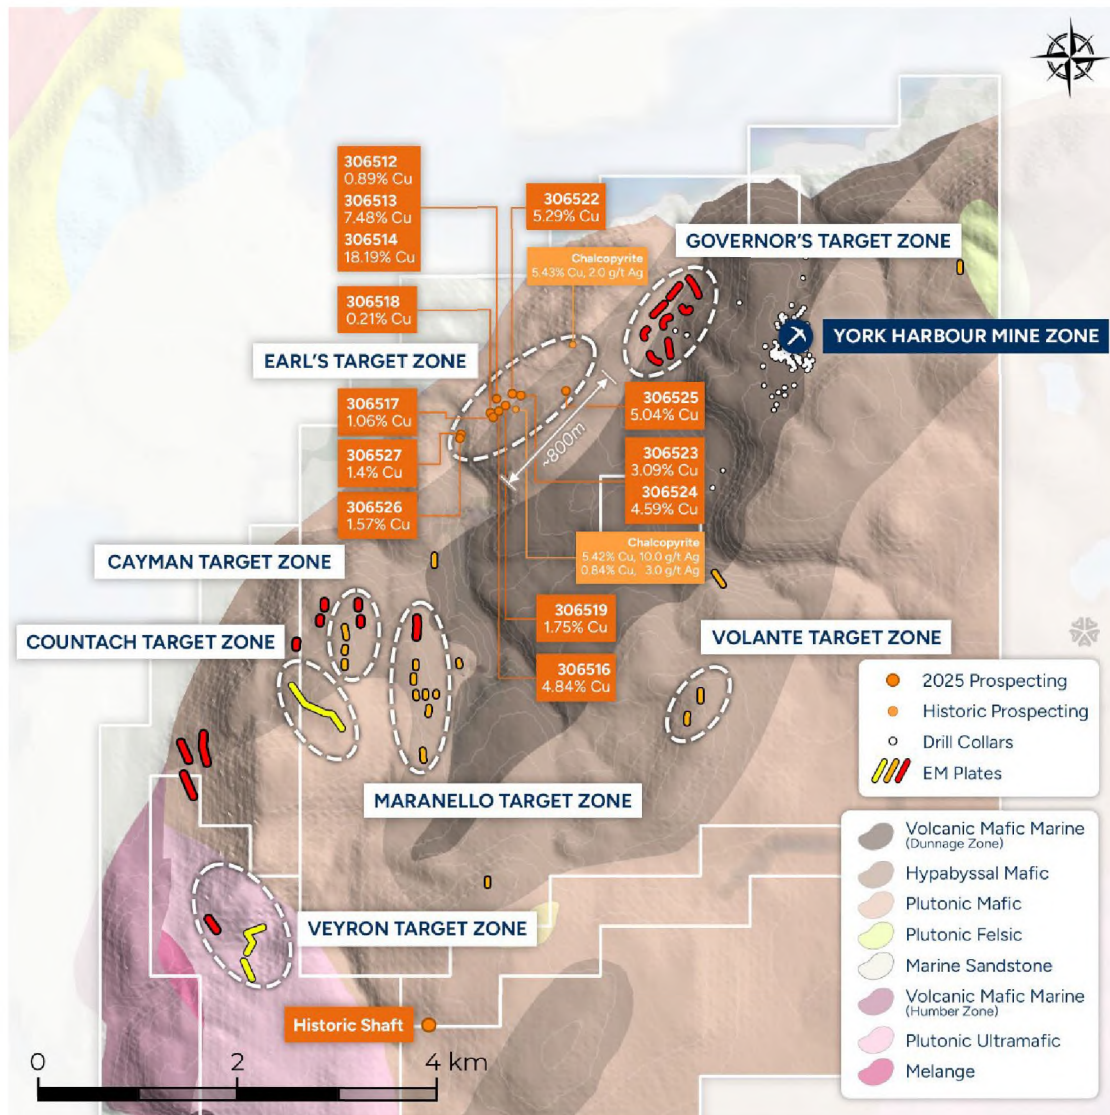 306512
0.89% Cu
306513
7.48% Cu
306514
18.19% Cu
306522
5.29% Cu
GOVERNOR'S TARGET ZONE
Chalcopyrite
5.43% Cu, 2.0 g/t Ag
306518
0.21% Cu
YORK HARBOUR MINE ZONE
EARL'S TARGET ZONE
306517
1.06% Cu
306525
5.04% Cu
~800m
306527
1.4% Cu
306523
3.09% Cu
306524
4.59% Cu
306526
1.57% Cu
Chalcopyrite
5.42% Cu, 10.0 g/t Ag
0.84% Cu, 3.0 g/t Ag
CAYMAN TARGET ZONE
306519
1.75% Cu
COUNTACH TARGET ZONE
VOLANTE TARGET ZONE
306516
4.84% Cu
2025 Prospecting
Historic Prospecting
Drill Collars
EM Plates
MARANELLO TARGET ZONE
Volcanic Mafic Marine
(Dunnage Zone)
Hypabyssal Mafic
Plutonic Mafic
Plutonic Felsic
Marine Sandstone
Volcanic Mafic Marine
(Humber Zone)
Plutonic Ultramafic
Melange
VEYRON TARGET ZONE
Historic Shaft
0 2 4 km